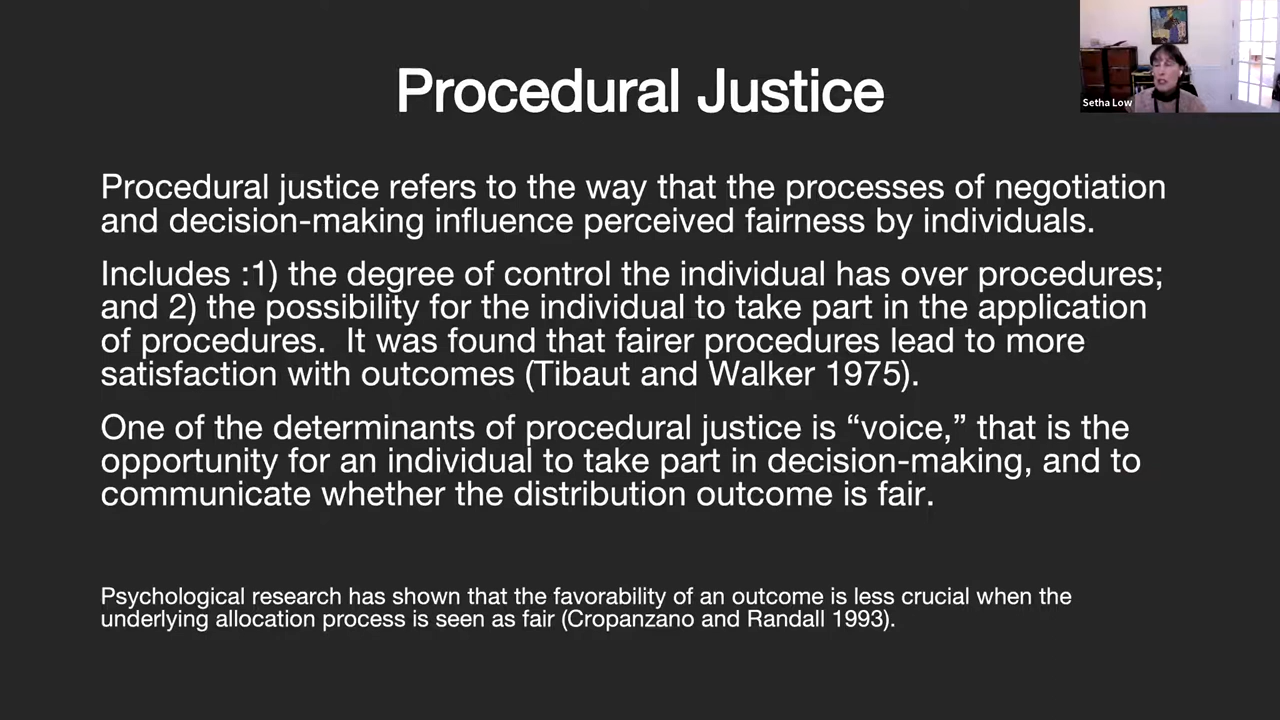 Procedural Justice
Setha Low
Procedural justice refers to the way that the processes of negotiation
and decision-making influence perceived fairness by individuals.
Includes :1) the degree of control the individual has over procedures;
and 2) the possibility for the individual to take part in the application
of procedures.  It was found that fairer procedures lead to more
satisfaction with outcomes (Tibaut and Walker 1975).
One of the determinants of procedural justice is “voice,” that is the
opportunity for an individual to take part in decision-making, and to
communicate whether the distribution outcome is fair.
Psychological research has shown that the favorability of an outcome is less crucial when the
underlying allocation process is seen as fair (Cropanzano and Randall 1993).